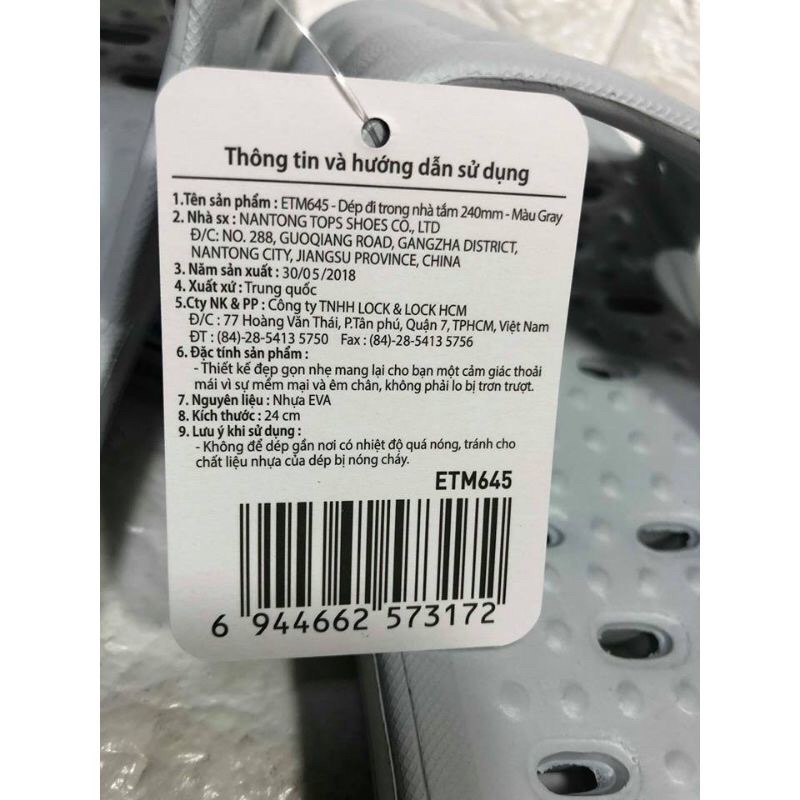 Thông tin và hướng dẫn sử dụng
1.Tên sản phẩm : ETM645 - Dép đi trong nhà tắm 240mm - Màu Gray
2. Nhà sx : NANTONG TOPS SHOES CO., LTD
Đ/C: NO. 288, GUOQIANG ROAD, GANGZHA DISTRICT,
NANTONG CITY, JIANGSU PROVINCE, CHINA
3. Năm sản xuất : 30/05/2018
4. Xuất xứ : Trung quốc
5.Cty NK & PP : Công ty TNHH LOCK & LOCK HCM
Đ/C : 77 Hoàng Văn Thái, P.Tân phú, Quận 7, TPHCM, Việt Nam
ĐT : (84)-28-5413 5750 Fax : (84)-28-5413 5756
6. Đặc tính sản phẩm :
- Thiết kế đẹp gọn nhẹ mang lại cho bạn một cảm giác thoải
mái vì sự mềm mại và êm chân, không phải lo bị trơn trượt.
7. Nguyên liệu : Nhựa EVA
8. Kích thước : 24 cm
9. Lưu ý khi sử dụng :
- Không để dép gần nơi có nhiệt độ quá nóng, tránh cho
chất liệu nhựa của dép bị nóng chảy.
ETM645
6 944662 573172